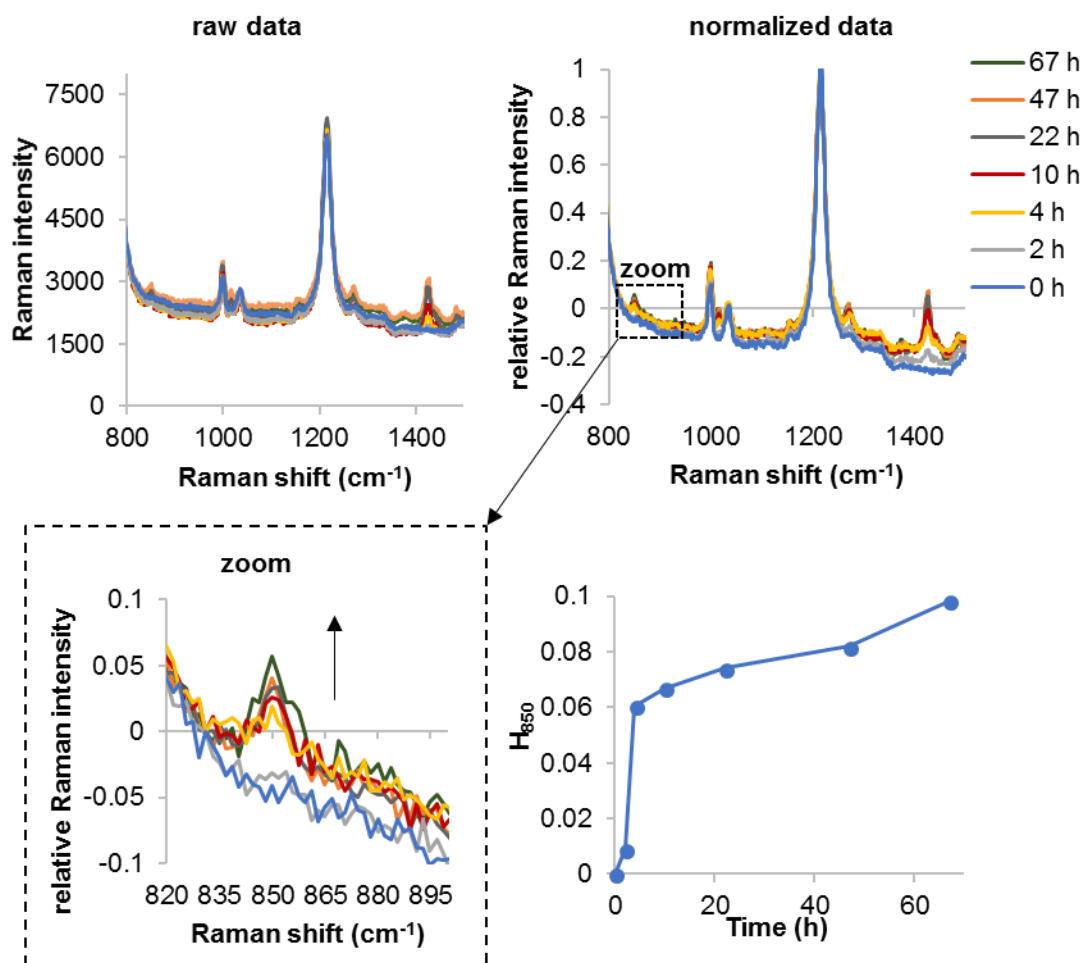 raw data
Raman intensity
7500
6000
4500
3000
1500
0
800 1000 1200 1400
Raman shift (cm⁻¹)
normalized data
relative Raman intensity
1
0.8
0.6
0.4
0.2
0
-0.2
-0.4
zoom
800 1000 1200 1400
Raman shift (cm⁻¹)
67 h
47 h
22 h
10 h
4 h
2 h
0 h
zoom
relative Raman intensity
0.1
0.05
0
-0.05
-0.1
820 835 850 865 880 895
Raman shift (cm⁻¹)
H₈₅₀
0.1
0.08
0.06
0.04
0.02
0
0 20 40 60
Time (h)